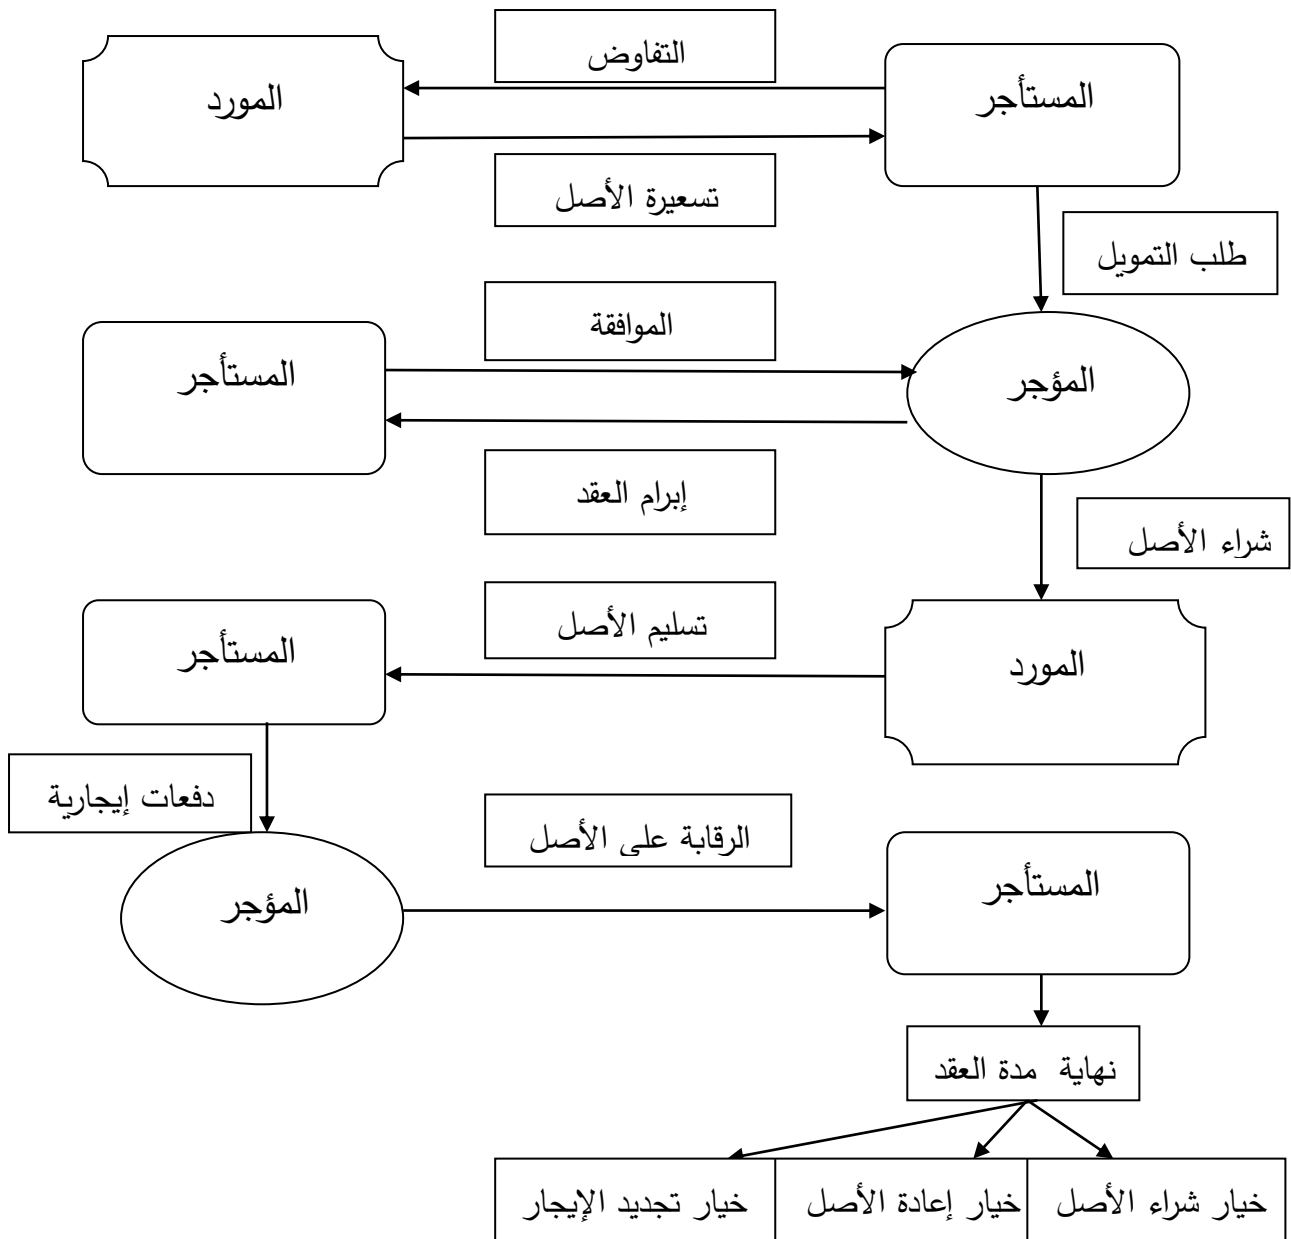 التفاوض
المستأجر
المورد
تسعيرة الأصل
طلب التمويل
الموافقة
المؤجر
المستأجر
إبرام العقد
شراء الأصل
تسليم الأصل
المورد
المستأجر
دفعات إيجارية
الرقابة على الأصل
المستأجر
المؤجر
نهاية مدة العقد
خيار شراء الأصل
خيار إعادة الأصل
خيار تجديد الإيجار